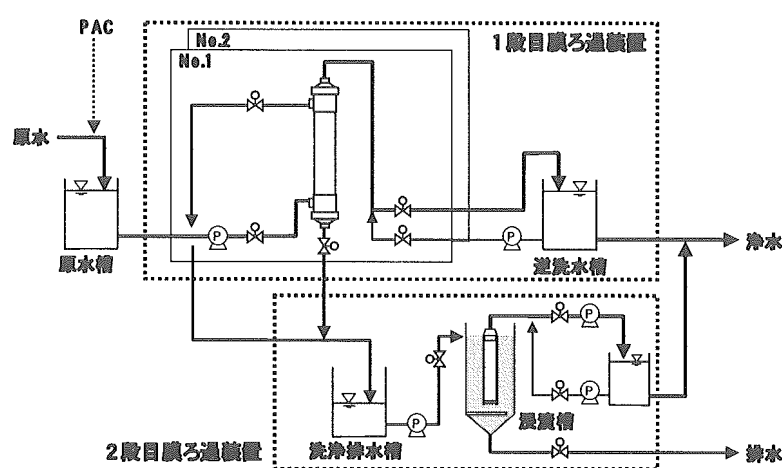 PAC
No.2
No.1
1段目膜ろ過装置
原水
P
P
原水槽
逆洗水槽
浄水
P
P
P
浸漬槽
洗浄排水槽
2段目膜ろ過装置
排水